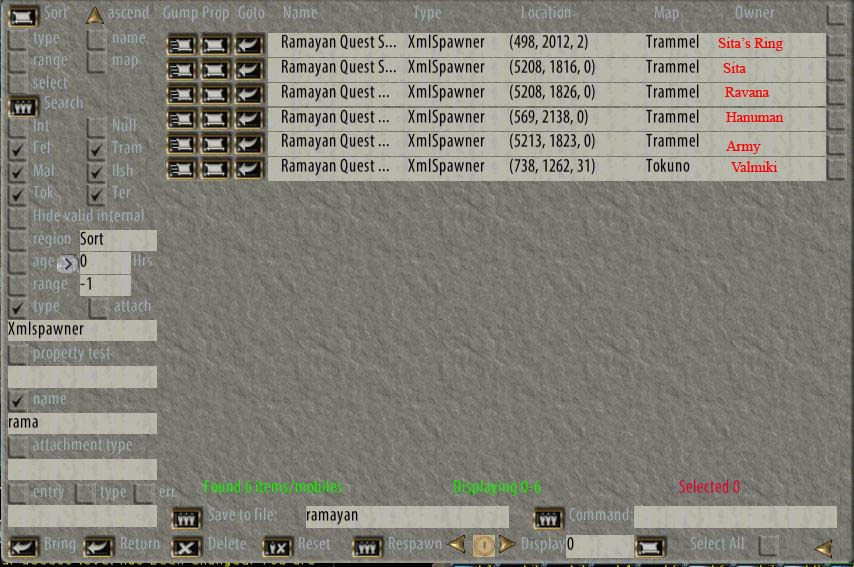 Sort ascend Gump Prop Goto Name Type Location Map Owner
type name Ramayan Quest S... XmlSpawner (498, 2012, 2) Trammel Sita's Ring
range map Ramayan Quest S... XmlSpawner (5208, 1816, 0) Trammel Sita
select Ramayan Quest ... XmlSpawner (5208, 1826, 0) Trammel Ravana
Search Ramayan Quest ... XmlSpawner (569, 2138, 0) Trammel Hanuman
Int Null
Fel Tram Ramayan Quest ... XmlSpawner (5213, 1823, 0) Trammel Army
Mal Ilsh Ramayan Quest ... XmlSpawner (738, 1262, 31) Tokuno Valmiki
Tok Ter
Hide valid internal
region Sort
age > 0 Hrs
range -1
type attach
Xmlspawner
property test
name
rama
attachment type
entry type err Found 6 items/mobiles Displaying 0-6 Selected 0
Save to file: ramayan Command:
Bring Return Delete Reset Respawn Display 0 Select All